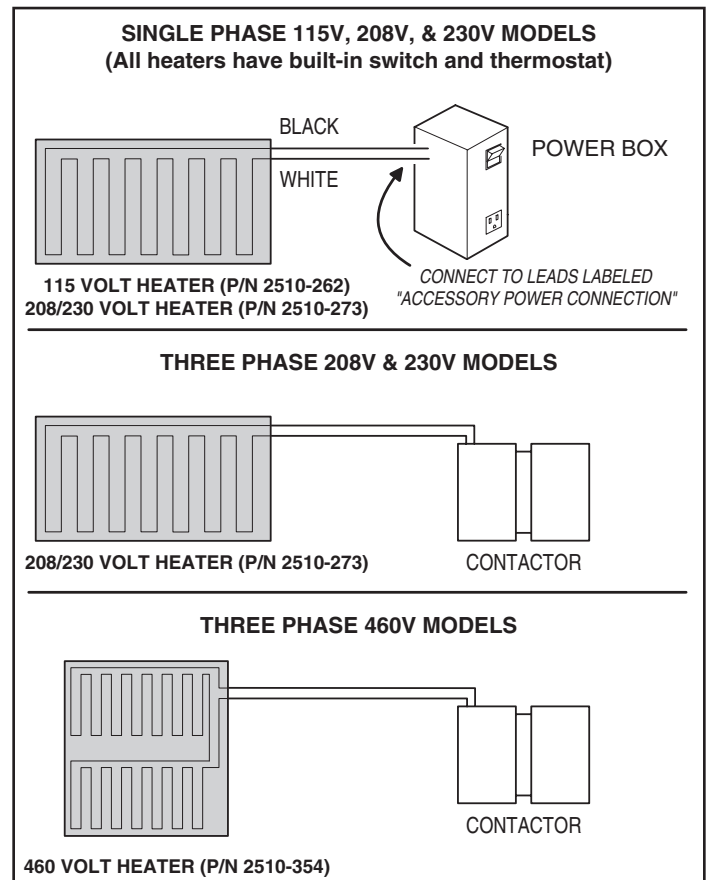 SINGLE PHASE 115V, 208V, & 230V MODELS
(All heaters have built-in switch and thermostat)
BLACK
WHITE
POWER BOX
CONNECT TO LEADS LABELED
"ACCESSORY POWER CONNECTION"
115 VOLT HEATER (P/N 2510-262)
208/230 VOLT HEATER (P/N 2510-273)
THREE PHASE 208V & 230V MODELS
208/230 VOLT HEATER (P/N 2510-273)
CONTACTOR
THREE PHASE 460V MODELS
CONTACTOR
460 VOLT HEATER (P/N 2510-354)